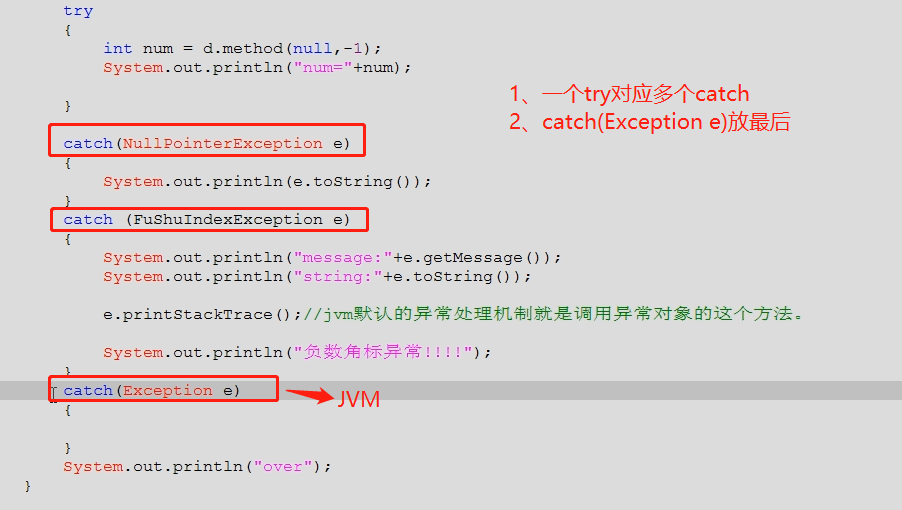 try
{
int num = d.method(null,-1);
System.out.println("num="+num);
}
1、一个try对应多个catch
2、catch(Exception e)放最后
catch(NullPointerException e)
{
System.out.println(e.toString());
}
catch (FuShuIndexException e)
{
System.out.println("message:"+e.getMessage());
System.out.println("string:"+e.toString());
e.printStackTrace();//jvm默认的异常处理机制就是调用异常对象的这个方法。
System.out.println("负数角标异常!!!!");
}
catch(Exception e)
JVM
{
}
System.out.println("over");
}